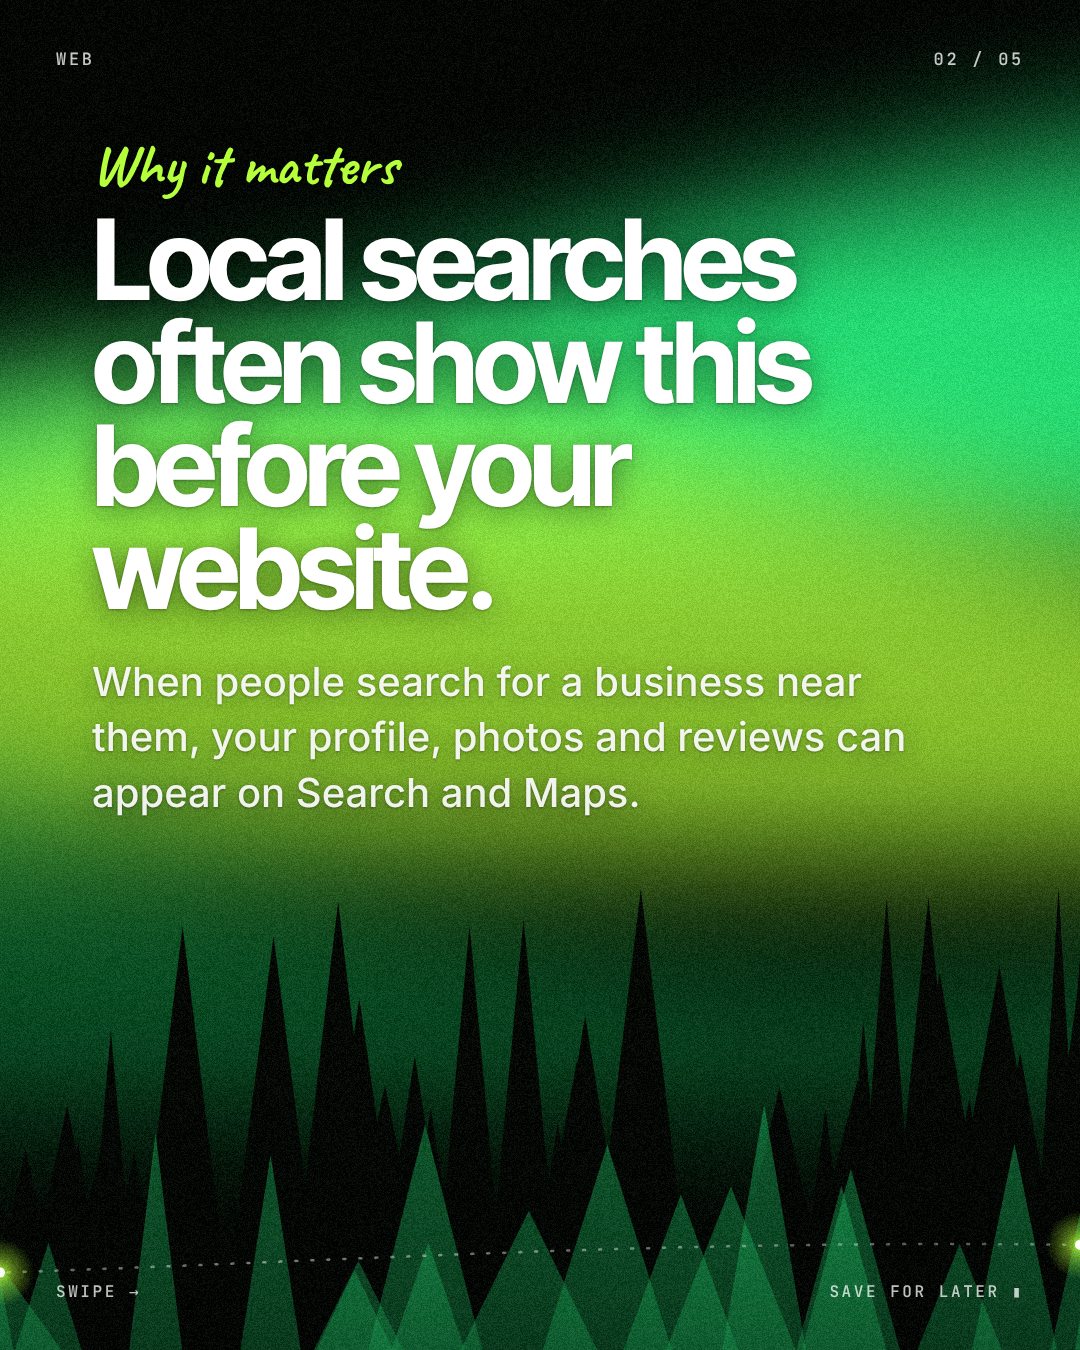 WEB
02 / 05
Why it matters
Local searches
often show this
before your
website.
When people search for a business near
them, your profile, photos and reviews can
appear on Search and Maps.
SWIPE →
SAVE FOR LATER ▮